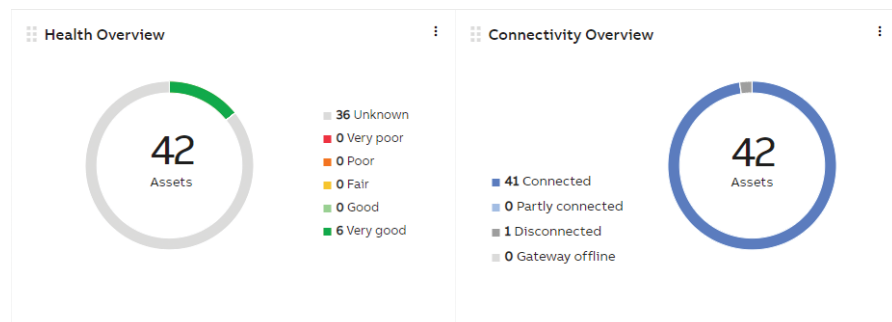 Health Overview
42
Assets
36 Unknown
0 Very poor
0 Poor
0 Fair
0 Good
6 Very good
Connectivity Overview
41 Connected
0 Partly connected
1 Disconnected
0 Gateway offline
42
Assets